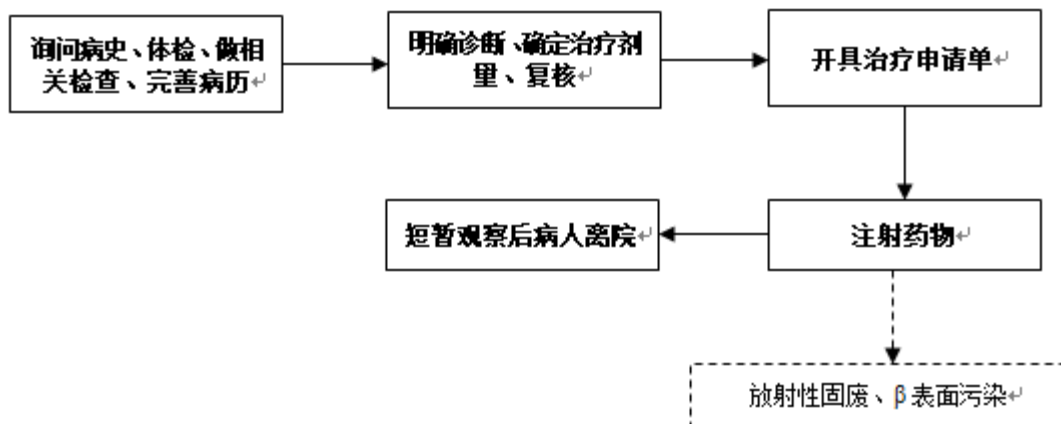 询问病史、体检、做相
关检查、完善病历↵
明确诊断、确定治疗剂
量、复核↵
开具治疗申请单↵
短暂观察后病人离院↵
注射药物↵
放射性固废、β表面污染↵